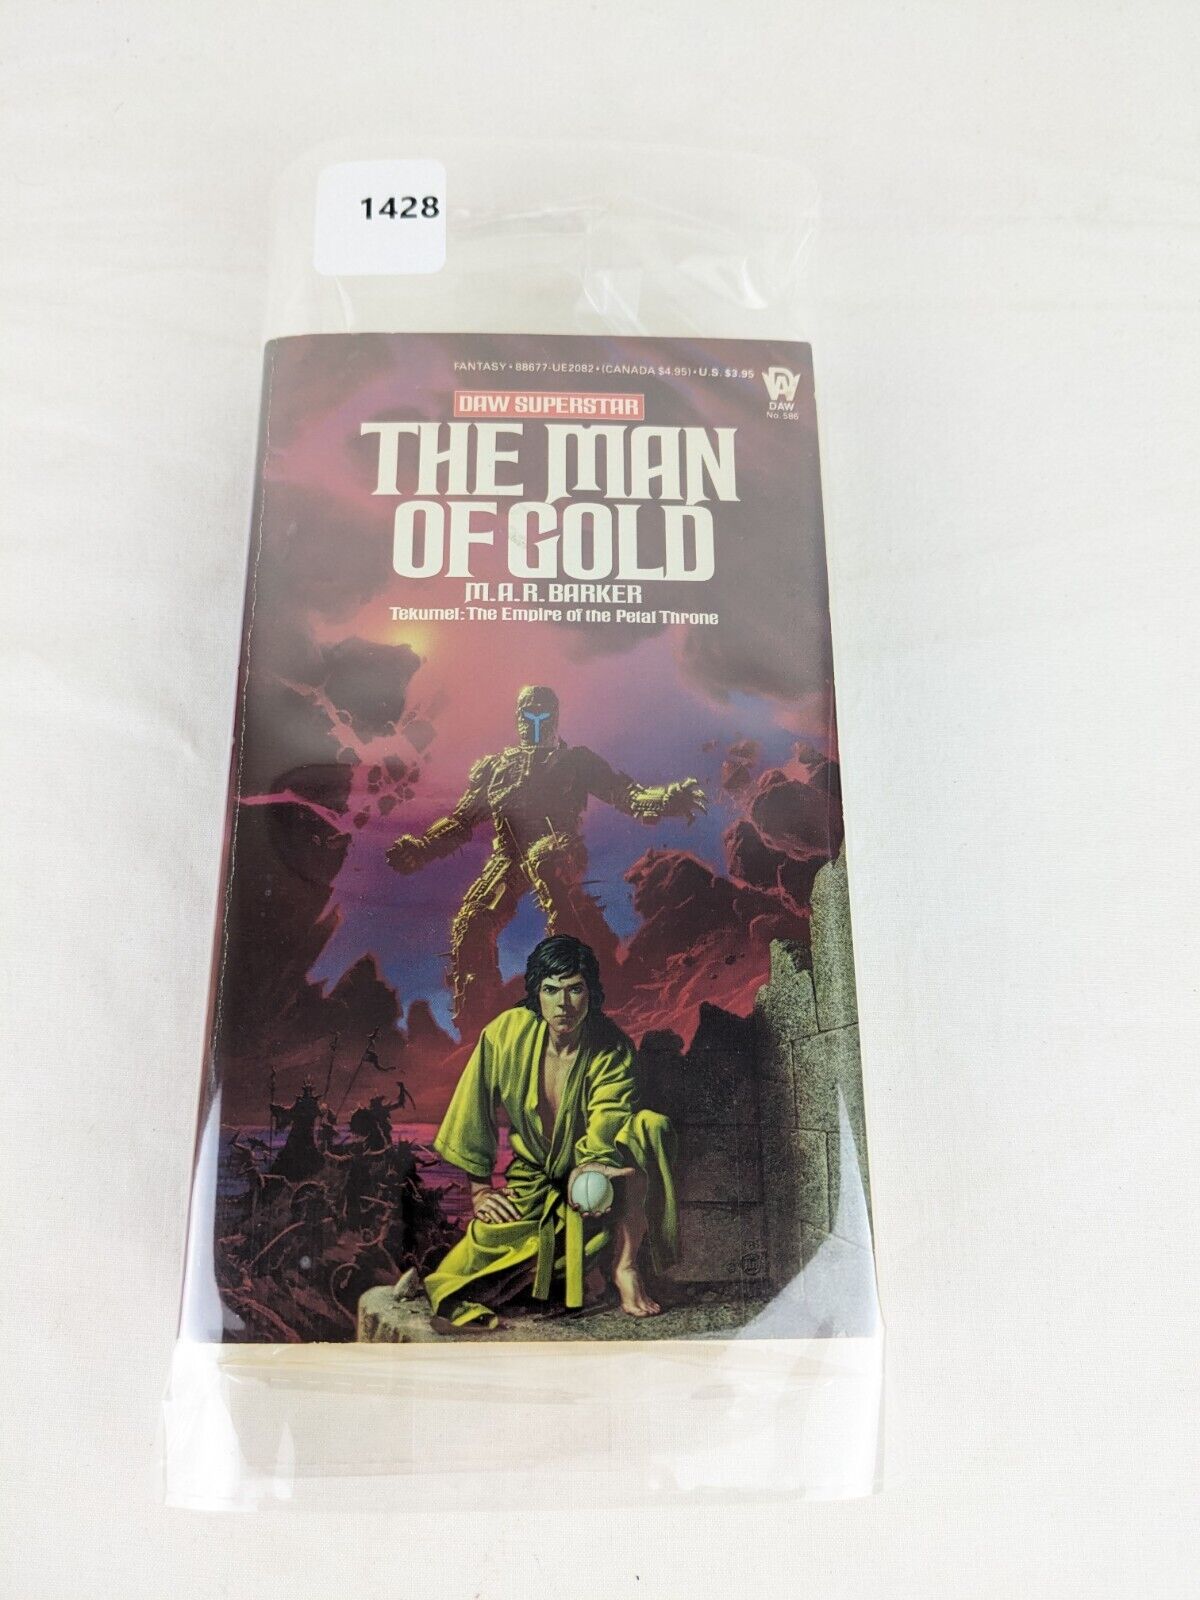 1428
FANTASY • 88677-UE2082 • (CANADA $4.95) • U.S. $3.95
DAW
No. 586
DAW SUPERSTAR
THE MAN
OF GOLD
M.A.R. BARKER
Tekumel: The Empire of the Petal Throne